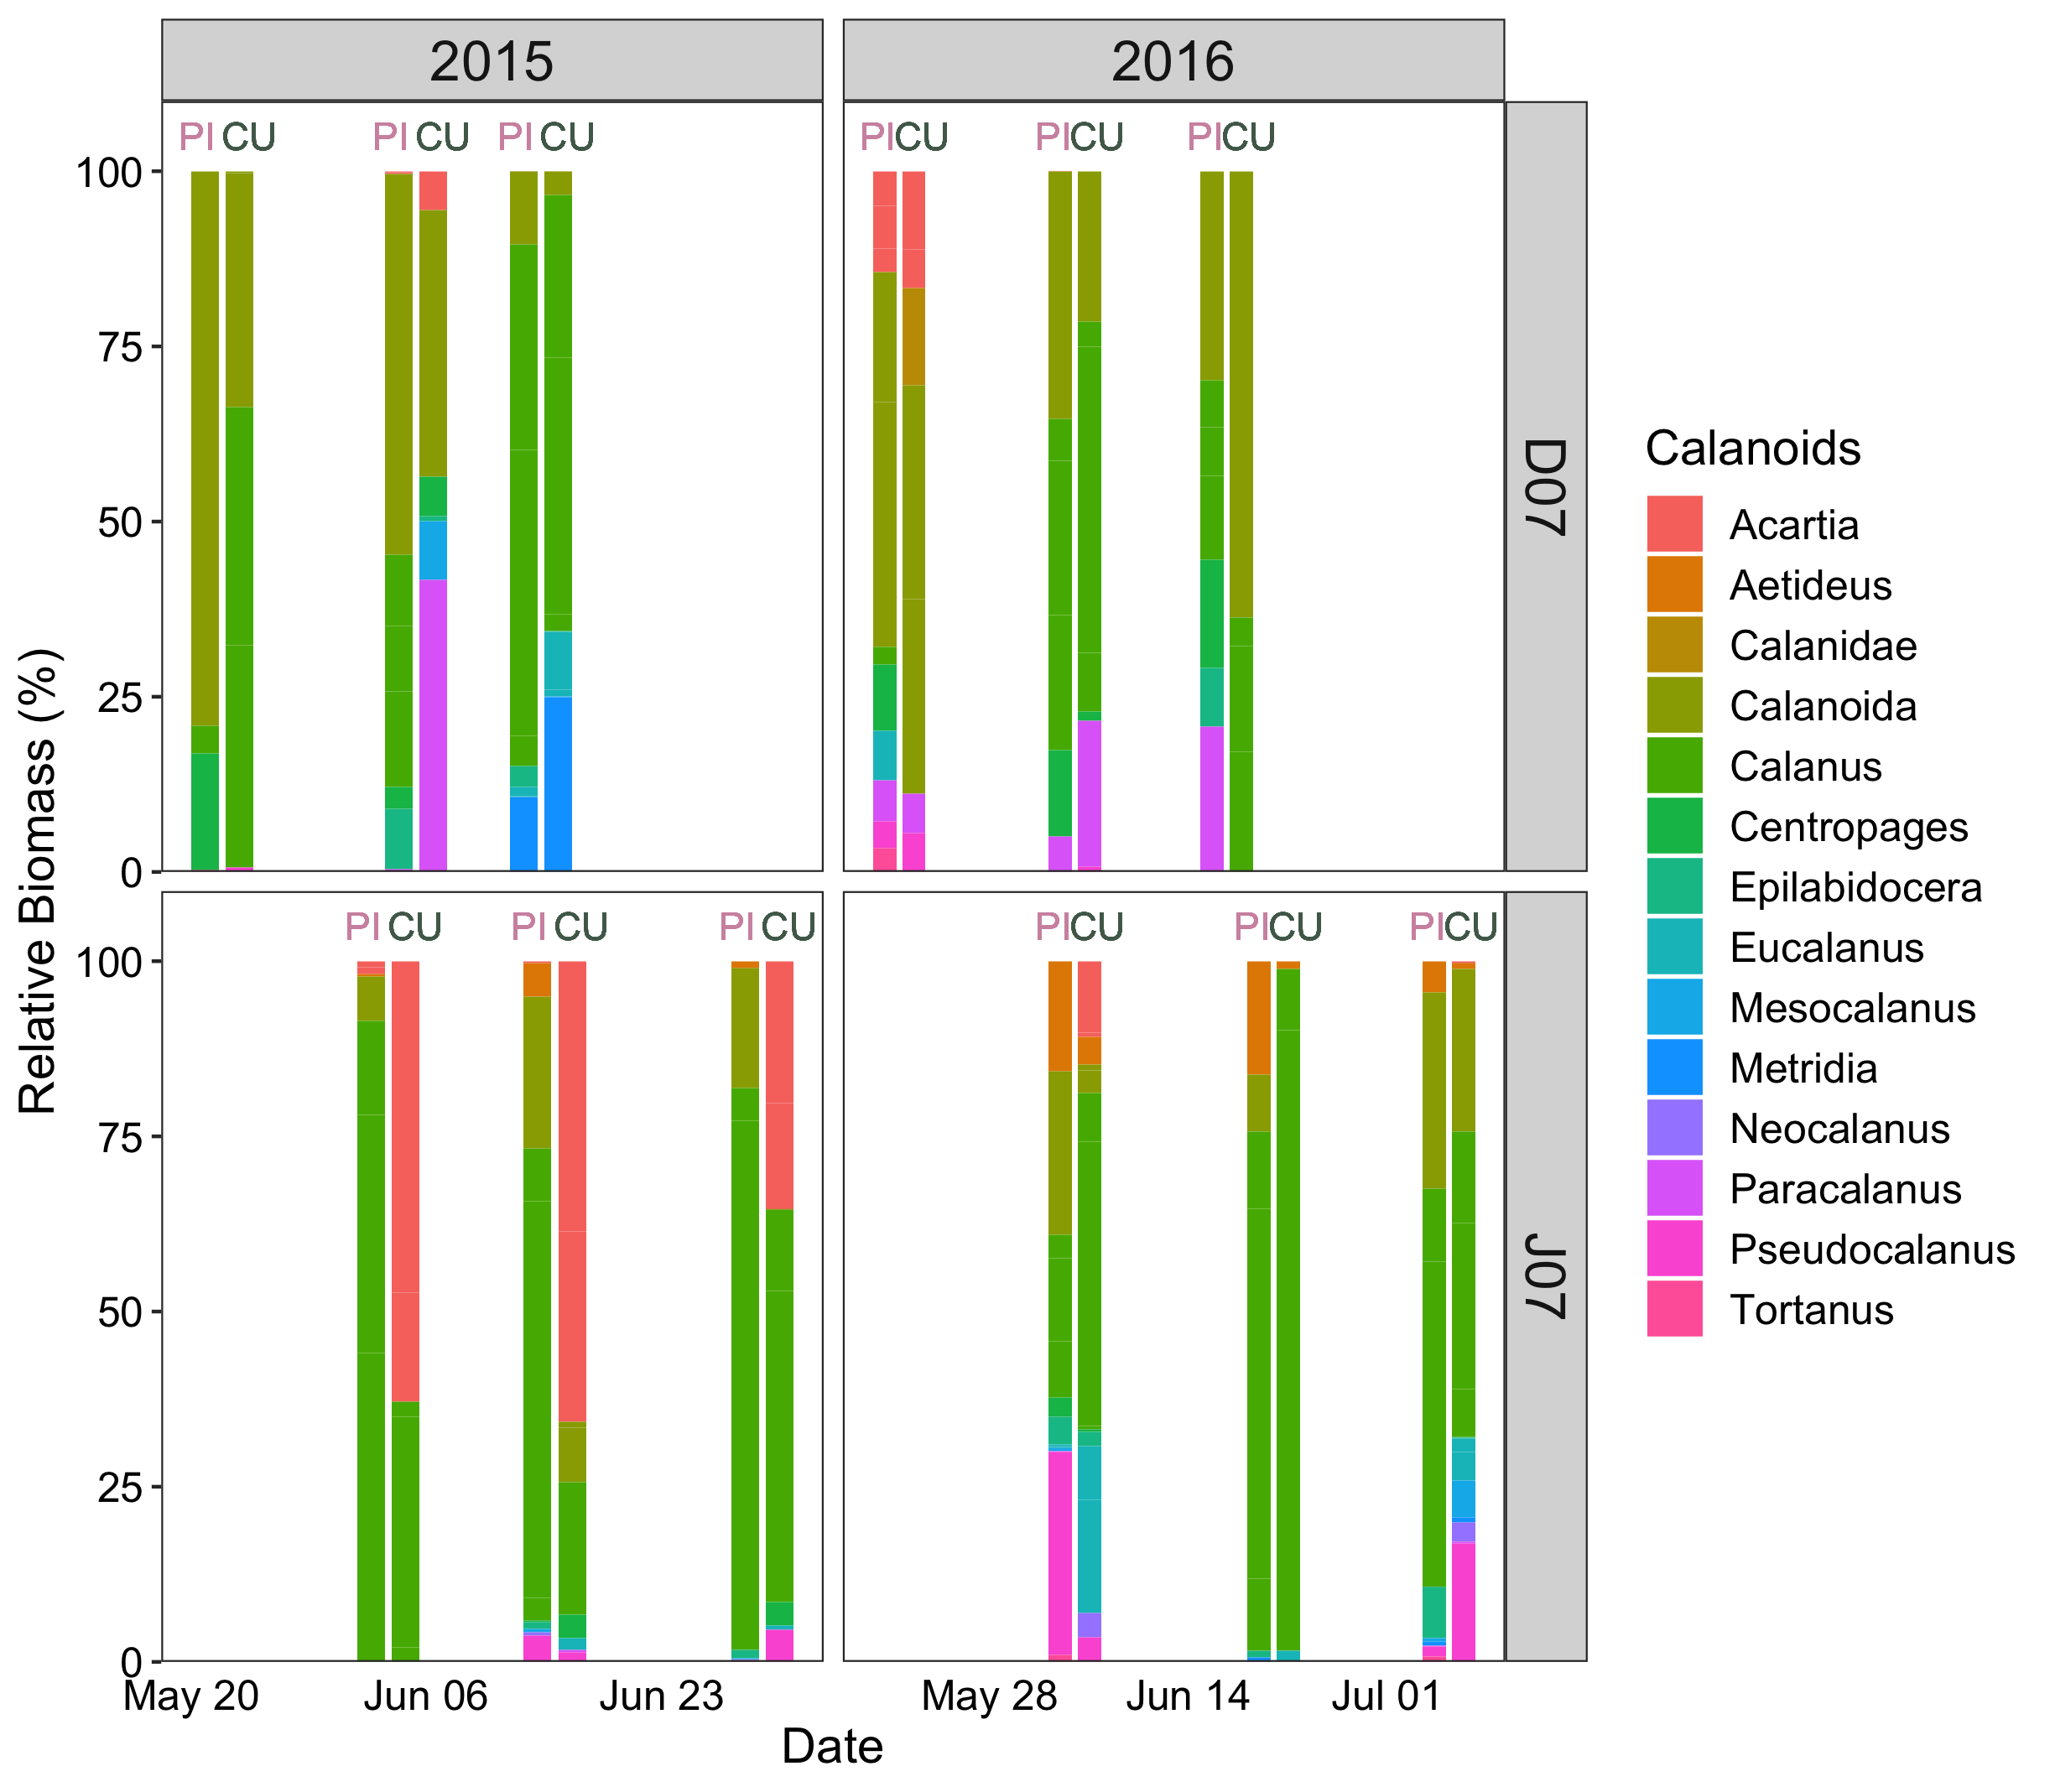 2015
2016
PI CU PI CU PI CU
PI CU PI CU PI CU
100
75
50
25
0
D07
PI CU PI CU PI CU
PI CU PI CU PI CU
100
75
50
25
0
J07
Relative Biomass (%)
May 20 Jun 06 Jun 23
May 28 Jun 14 Jul 01
Date
Calanoids
Acartia
Aetideus
Calanidae
Calanoida
Calanus
Centropages
Epilabidocera
Eucalanus
Mesocalanus
Metridia
Neocalanus
Paracalanus
Pseudocalanus
Tortanus